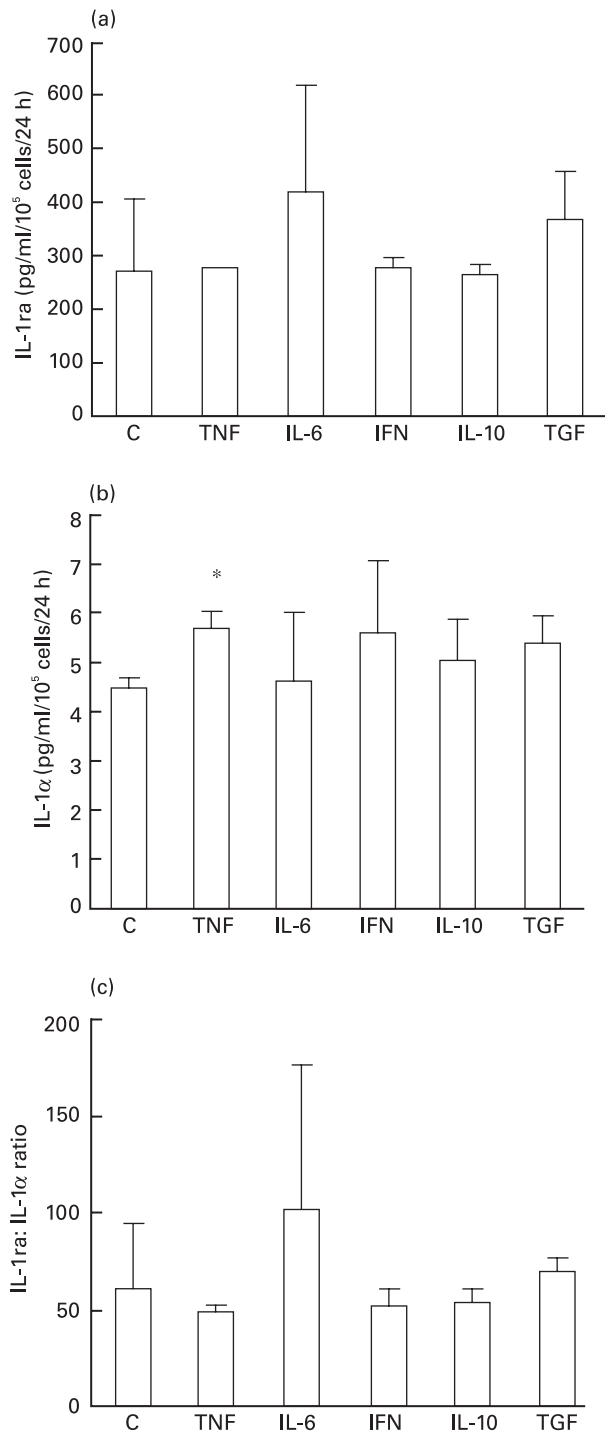 (a)
IL-1ra (pg/ml/10⁵ cells/24 h)
700
600
500
400
300
200
100
0
C TNF IL-6 IFN IL-10 TGF
(b)
IL-1α (pg/ml/10⁵ cells/24 h)
8
7
6
5
4
3
2
1
0
*
C TNF IL-6 IFN IL-10 TGF
(c)
IL-1ra: IL-1α ratio
200
150
100
50
0
C TNF IL-6 IFN IL-10 TGF